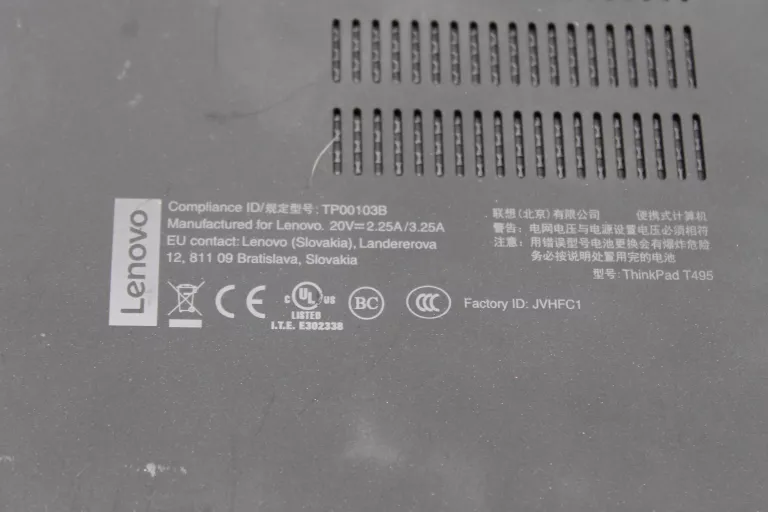 Lenovo
Compliance ID/规定型号: TP00103B
Manufactured for Lenovo. 20V⎓2.25A/3.25A
EU contact: Lenovo (Slovakia), Landererova
12, 811 09 Bratislava, Slovakia
CE
c UL US
LISTED
I.T.E. E302338
BC
CCC
Factory ID: JVHFC1
联想(北京)有限公司 便携式计算机
警告: 电网电压与电源设置电压必须相符
注意: 用错误型号电池更换会有爆炸危险
务必按说明处置用完的电池
型号: ThinkPad T495